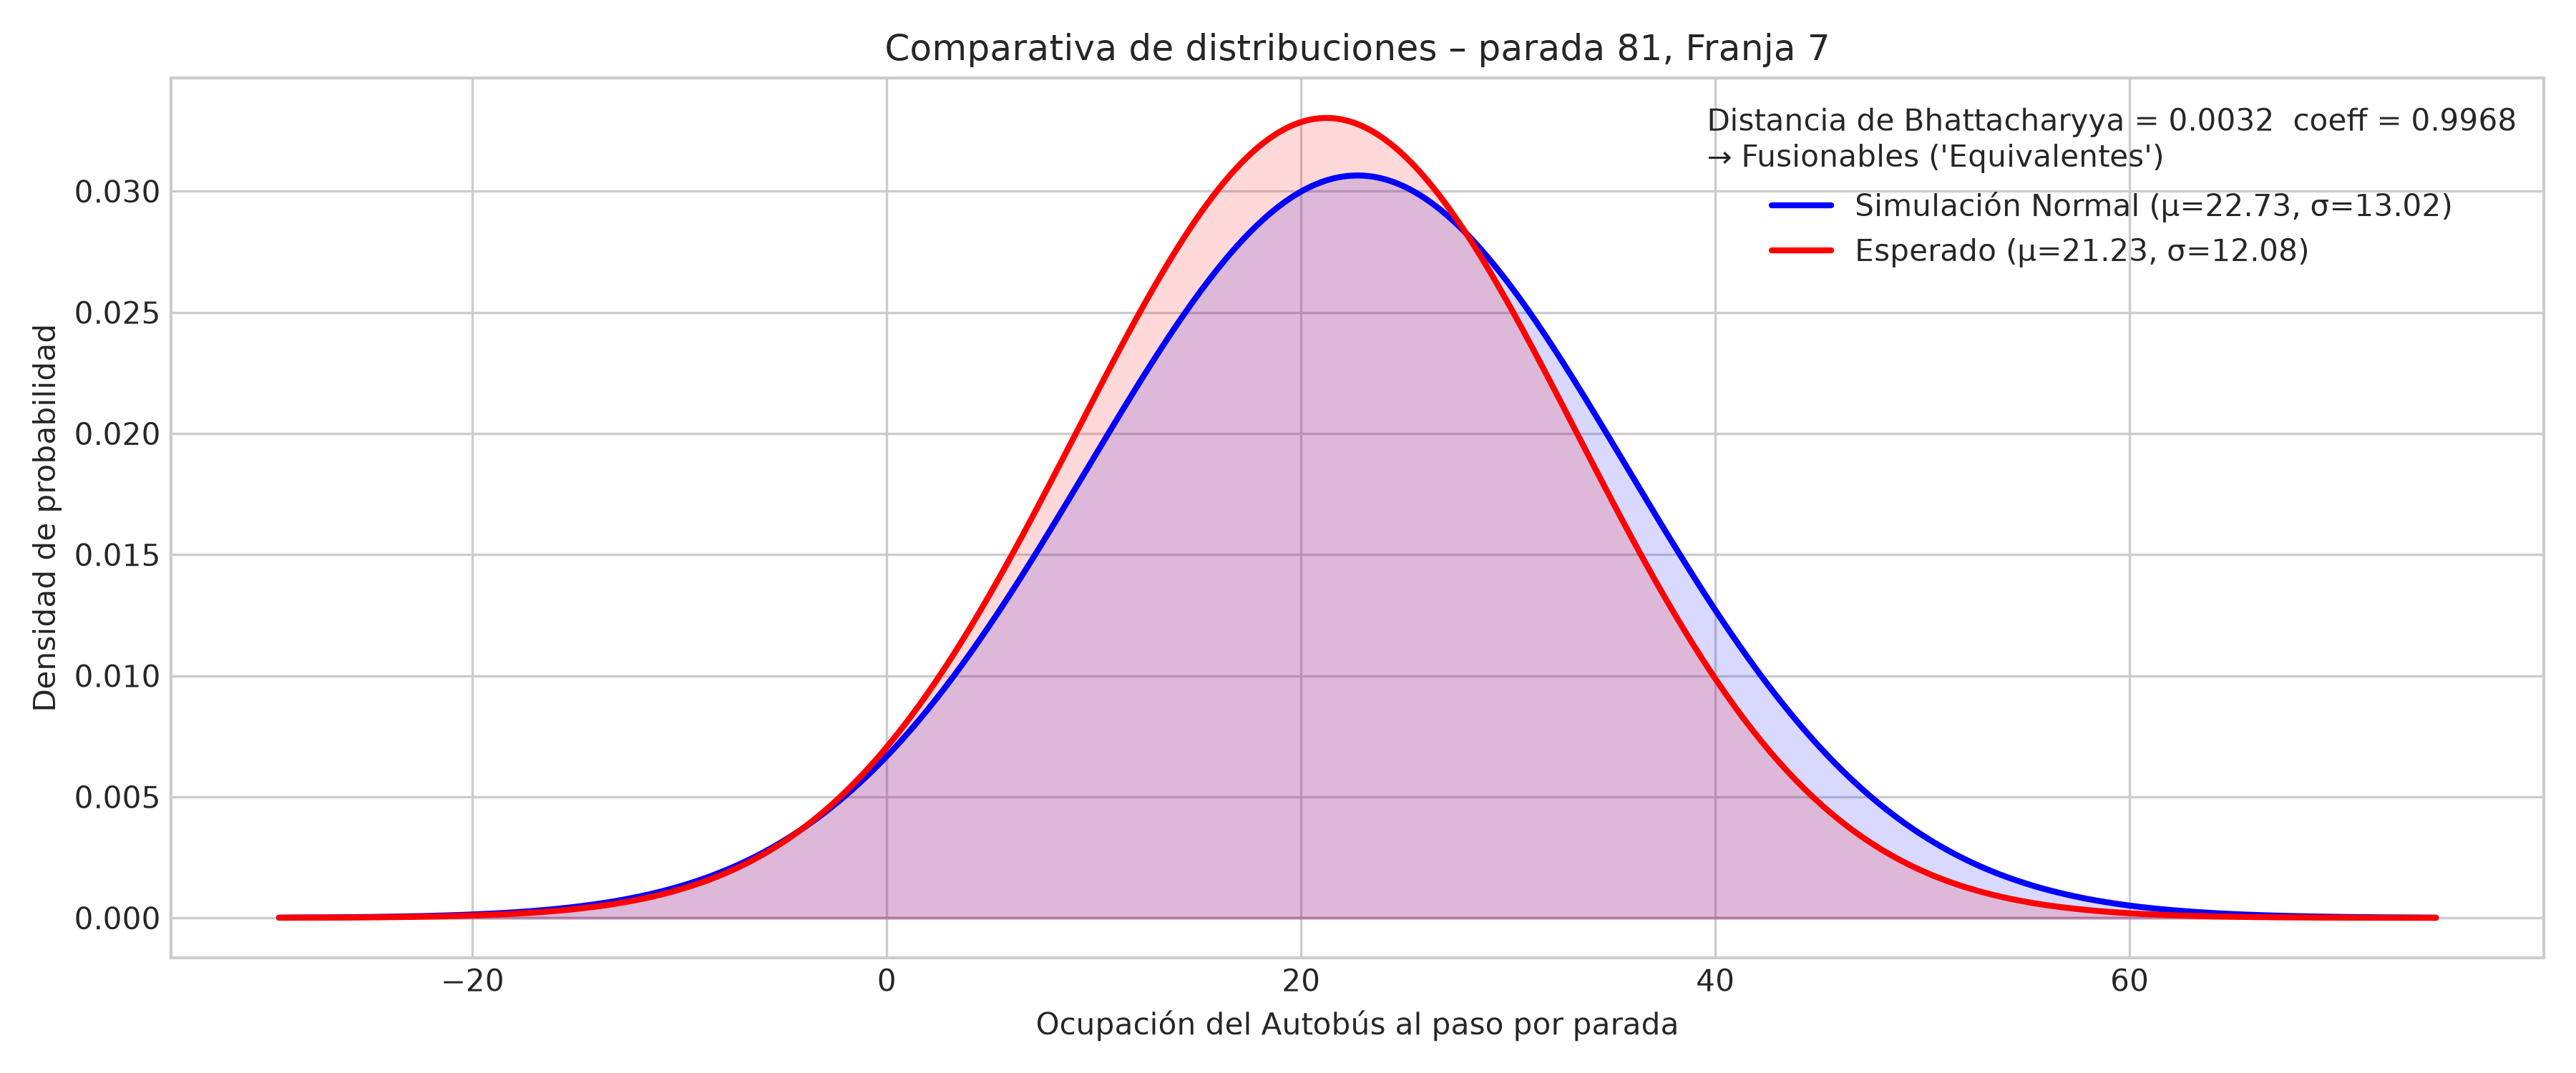 Comparativa de distribuciones – parada 81, Franja 7
Distancia de Bhattacharyya = 0.0032  coeff = 0.9968
→ Fusionables ('Equivalentes')
Simulación Normal (μ=22.73, σ=13.02)
Esperado (μ=21.23, σ=12.08)
Densidad de probabilidad
0.030
0.025
0.020
0.015
0.010
0.005
0.000
−20
0
20
40
60
Ocupación del Autobús al paso por parada